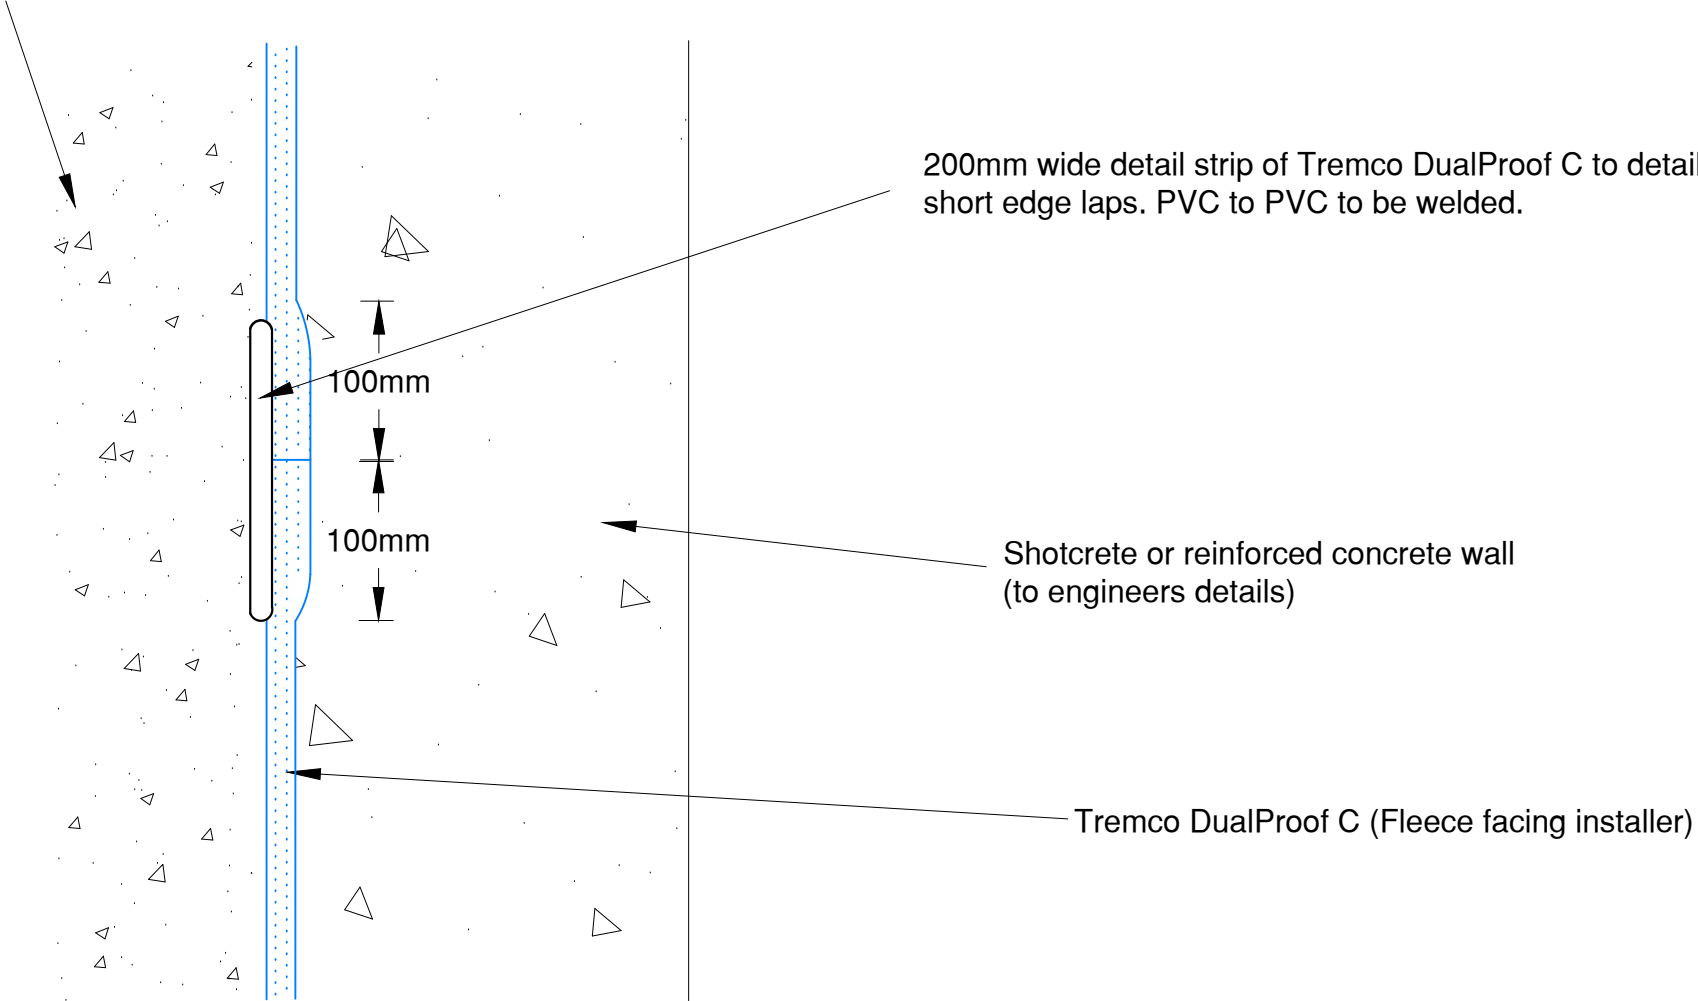 200mm wide detail strip of Tremco DualProof C to detail
short edge laps. PVC to PVC to be welded.
100mm
100mm
Shotcrete or reinforced concrete wall
(to engineers details)
Tremco DualProof C (Fleece facing installer)